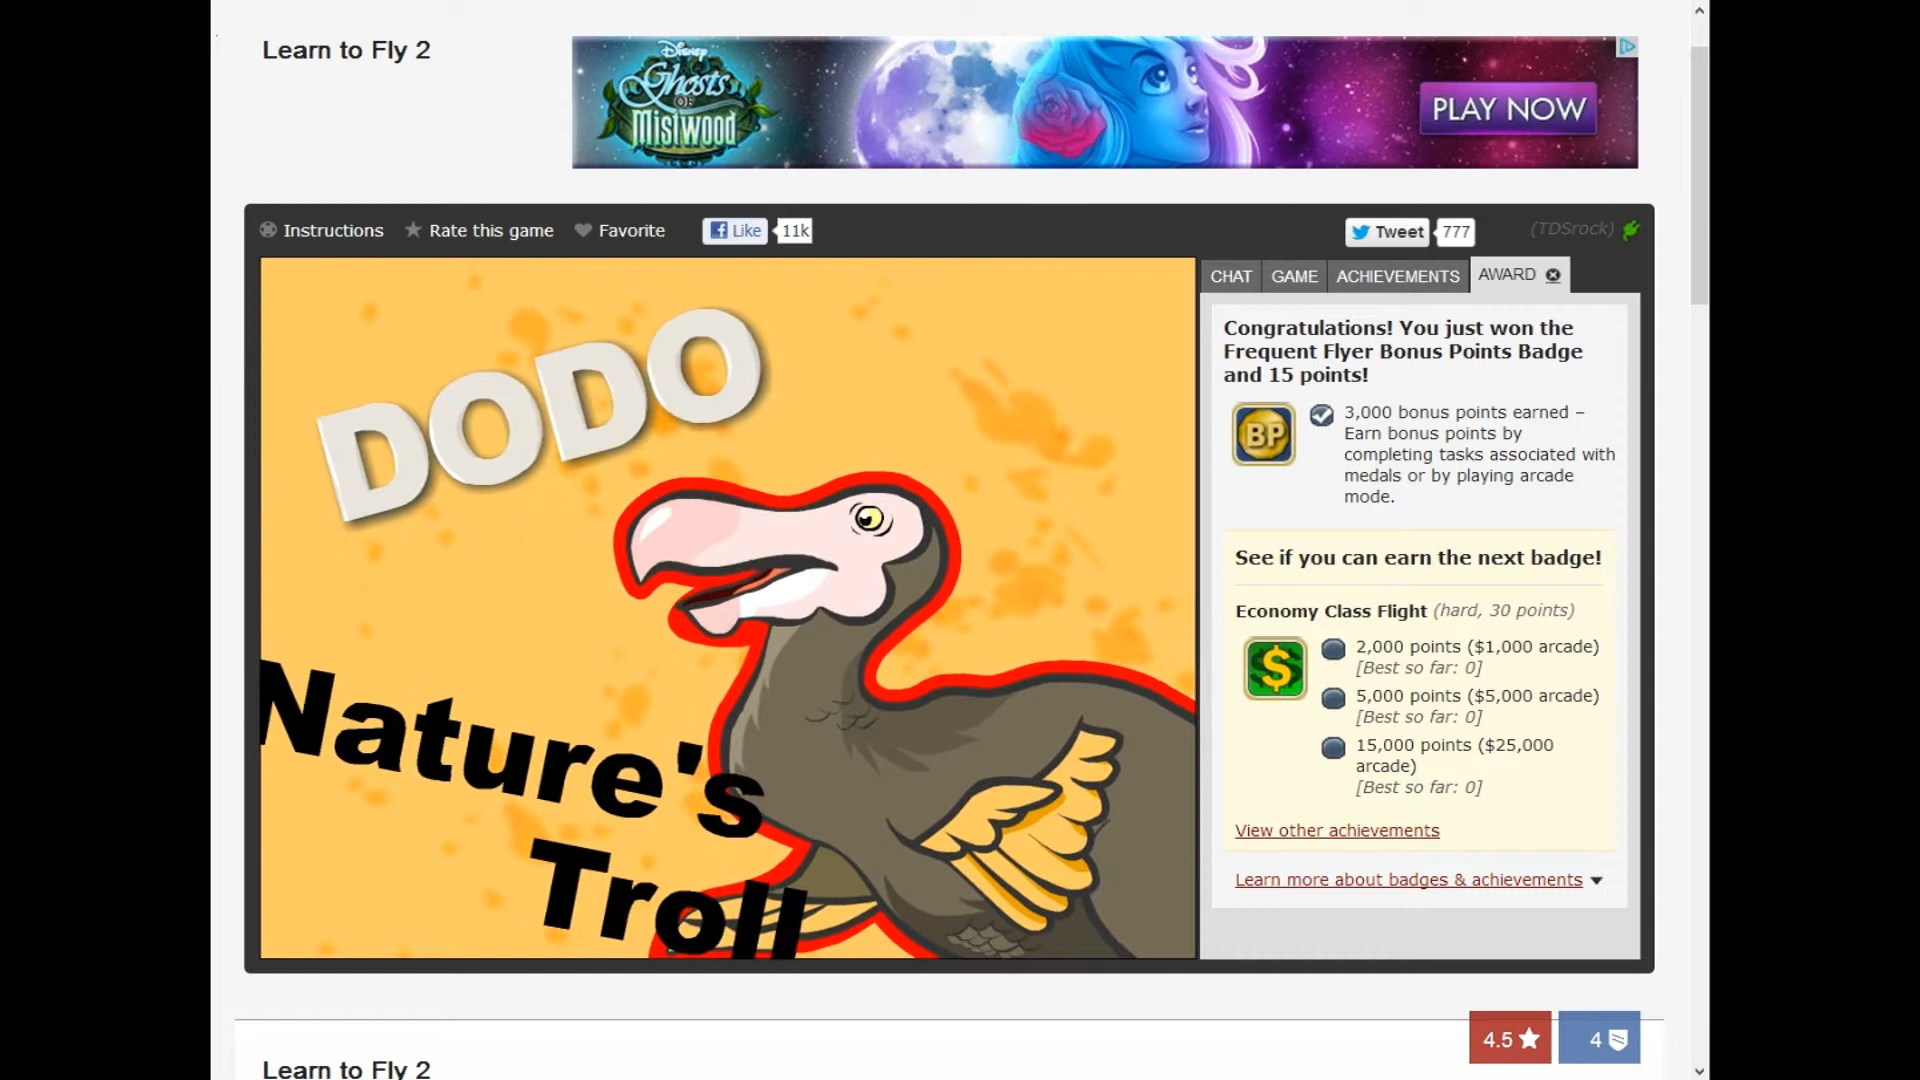 Learn to Fly 2
Disney
Ghosts
OF
Mistwood
PLAY NOW
Instructions
Rate this game
Favorite
Like
11k
Tweet
777
(TDSrock)
CHAT
GAME
ACHIEVEMENTS
AWARD
DODO
Nature's
Troll
Congratulations! You just won the
Frequent Flyer Bonus Points Badge
and 15 points!
BP
3,000 bonus points earned –
Earn bonus points by
completing tasks associated with
medals or by playing arcade
mode.
See if you can earn the next badge!
Economy Class Flight (hard, 30 points)
$
2,000 points ($1,000 arcade)
[Best so far: 0]
5,000 points ($5,000 arcade)
[Best so far: 0]
15,000 points ($25,000
arcade)
[Best so far: 0]
View other achievements
Learn more about badges & achievements
4.5
4
Learn to Fly 2